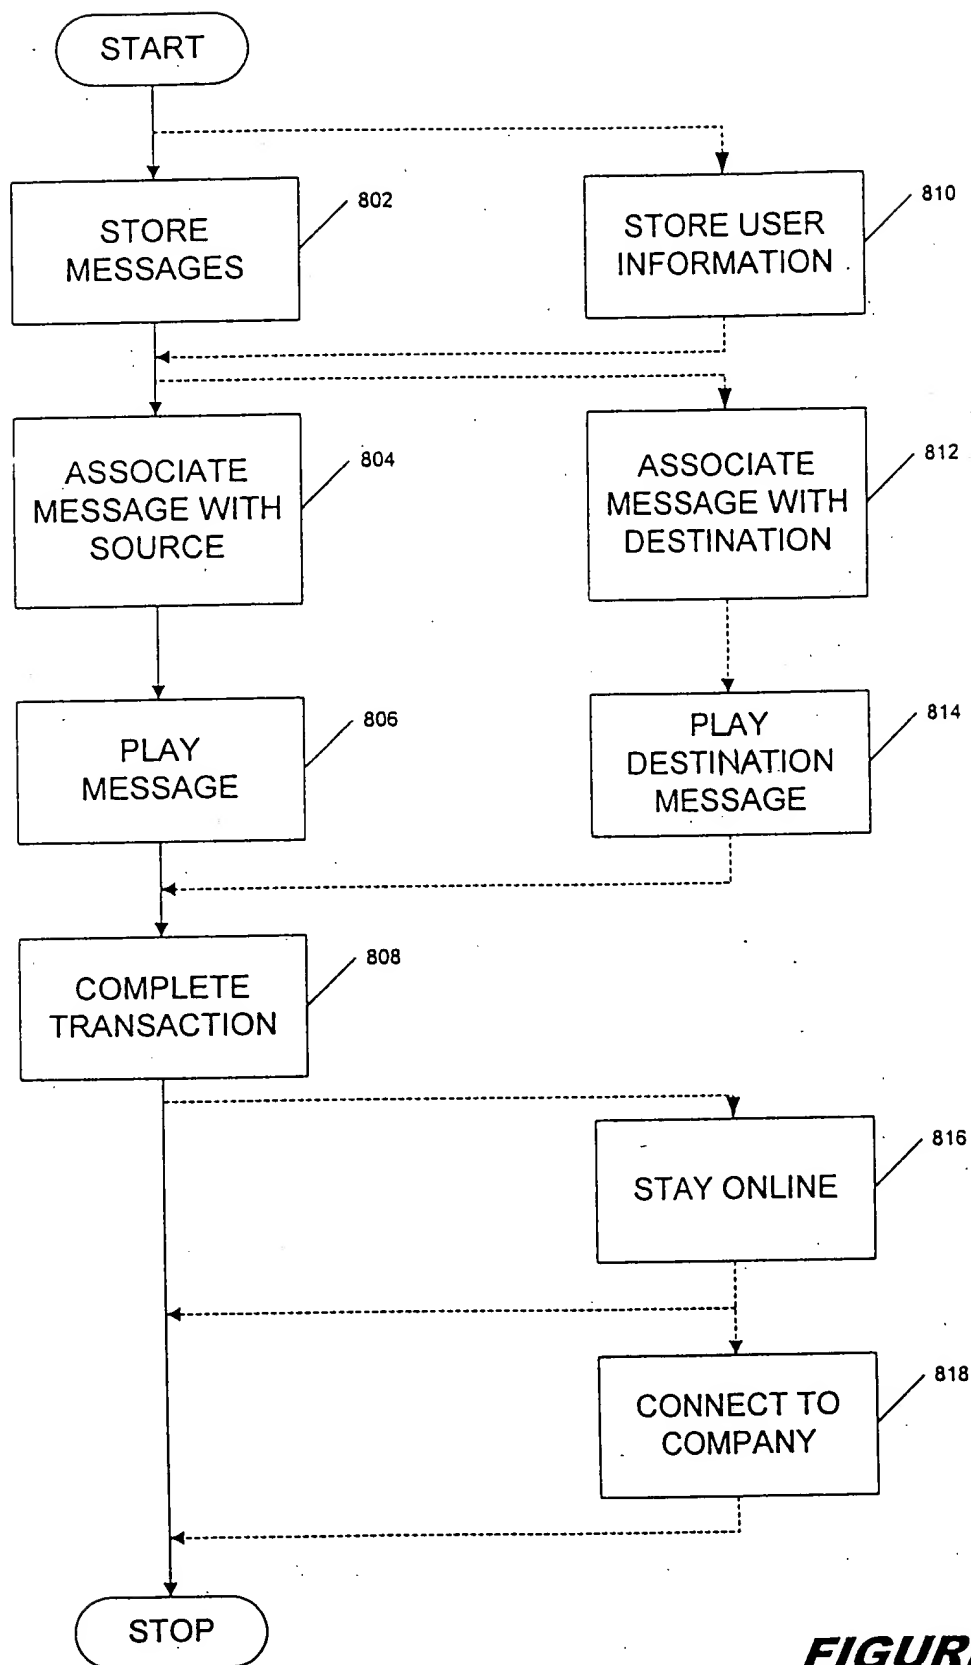 START
STORE
MESSAGES
802
STORE USER
INFORMATION
810
ASSOCIATE
MESSAGE WITH
SOURCE
804
ASSOCIATE
MESSAGE WITH
DESTINATION
812
PLAY
MESSAGE
806
PLAY
DESTINATION
MESSAGE
814
COMPLETE
TRANSACTION
808
STAY ONLINE
816
CONNECT TO
COMPANY
818
STOP